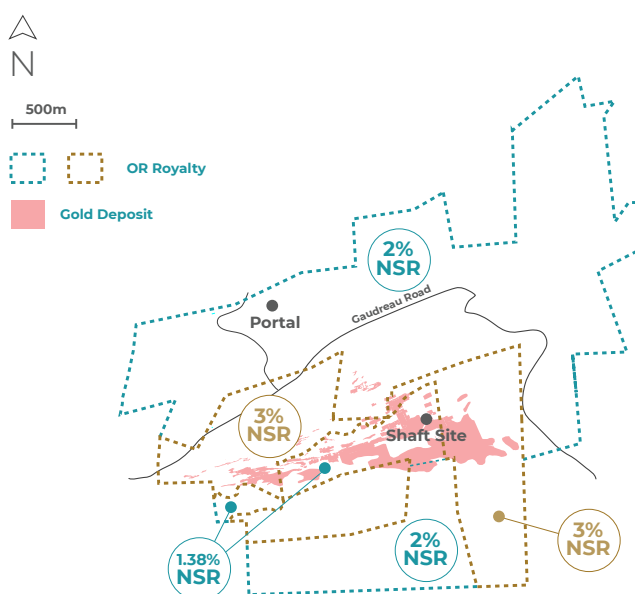 N
500m
OR Royalty
Gold Deposit
2%
NSR
Gaudreau Road
Portal
3%
NSR
Shaft Site
1.38%
NSR
2%
NSR
3%
NSR